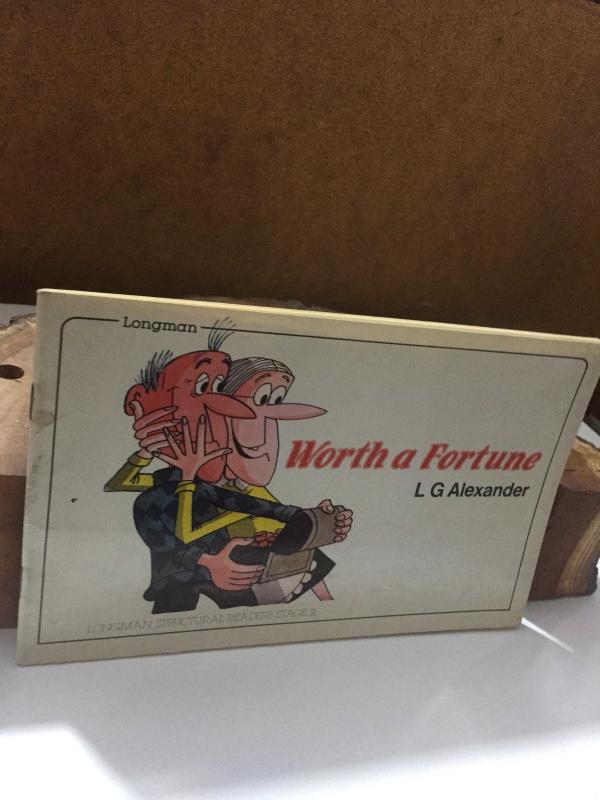 Longman
Worth a Fortune
L G Alexander
LONGMAN STRUCTURAL READERS STAGE 2